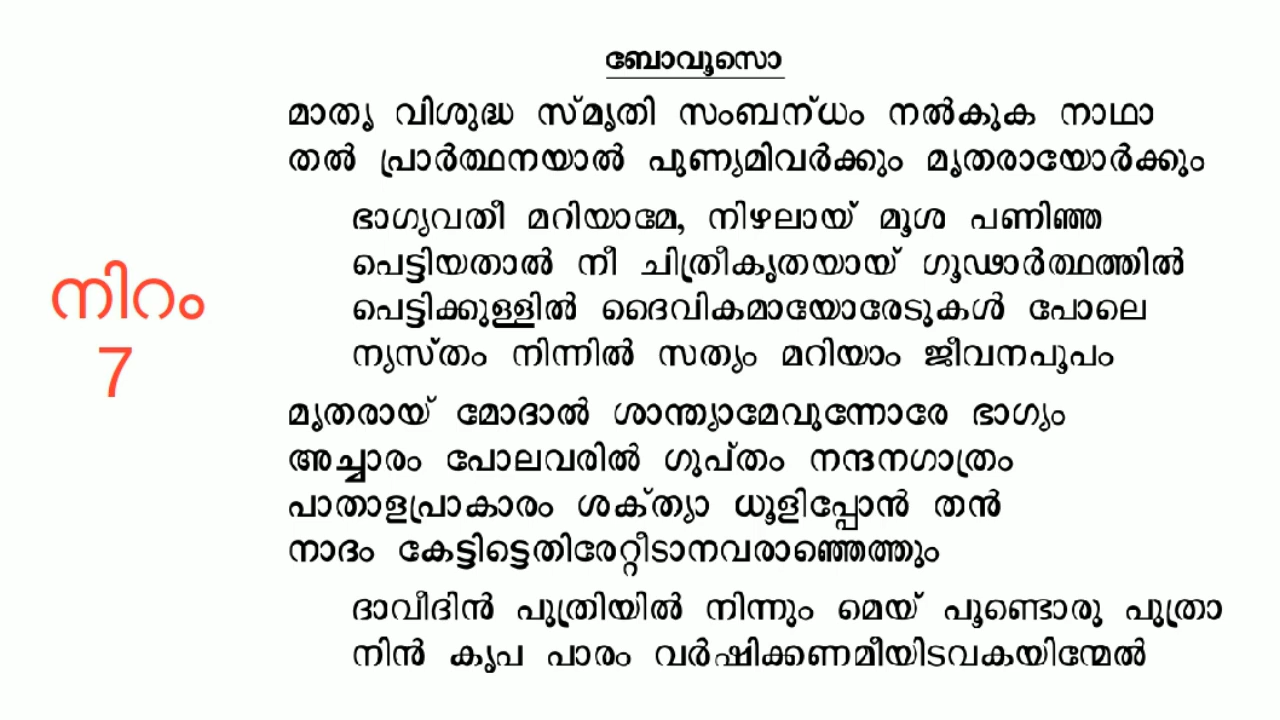 ബോവൂസൊ
മാതൃ വിശുദ്ധ സ്മൃതി സംബന്ധം നൽകുക നാഥാ
തൽ പ്രാർത്ഥനയാൽ പുണ്യമിവർക്കും മൃതരായോർക്കും
ഭാഗ്യവതീ മറിയാമേ, നിഴലായ് മൂശ പണിഞ്ഞ
പെട്ടിയതാൽ നീ ചിത്രീകൃതയായ് ഗൂഢാർത്ഥത്തിൽ
പെട്ടിക്കുള്ളിൽ ദൈവികമായോരേടുകൾ പോലെ
ന്യസ്തം നിന്നിൽ സത്യം മറിയാം ജീവനപൂപം
നിറം
7
മൃതരായ് മോദാൽ ശാന്ത്യാമേവുന്നോരേ ഭാഗ്യം
അച്ചാരം പോലവരിൽ ഗുപ്തം നന്ദനഗാത്രം
പാതാളപ്രാകാരം ശക്ത്യാ ധൂളിപ്പോൻ തൻ
നാദം കേട്ടിട്ടെതിരേറ്റീടാനവരാഞ്ഞെത്തും
ദാവീദിൻ പുത്രിയിൽ നിന്നും മെയ് പൂണ്ടൊരു പുത്രാ
നിൻ കൃപ പാരം വർഷിക്കണമീയിടവകയിന്മേൽ